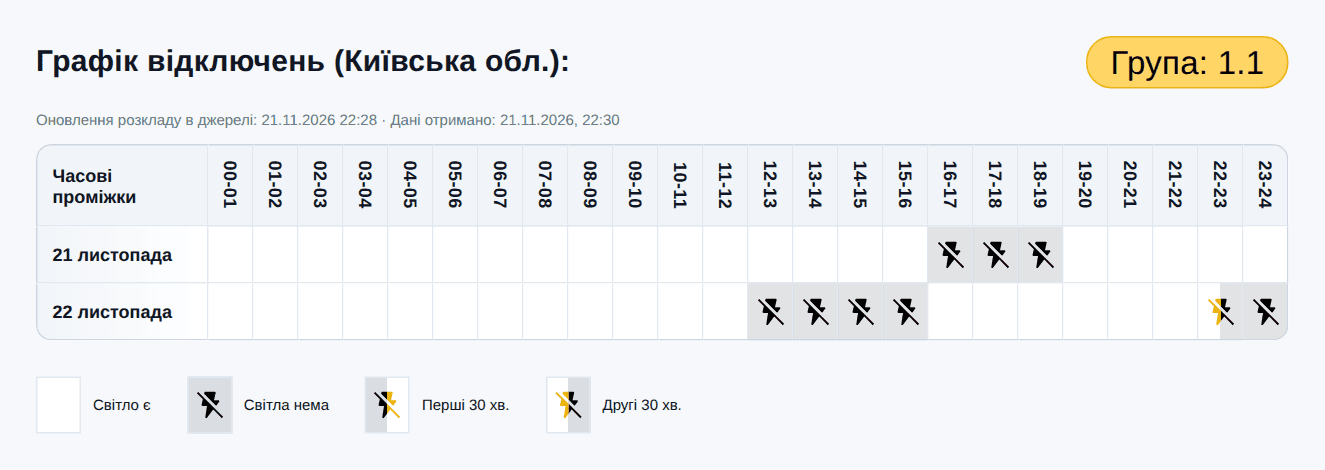 Графік відключень (Київська обл.):
Група: 1.1
Оновлення розкладу в джерелі: 21.11.2026 22:28 · Дані отримано: 21.11.2026, 22:30
Часові
проміжки
00-01
01-02
02-03
03-04
04-05
05-06
06-07
07-08
08-09
09-10
10-11
11-12
12-13
13-14
14-15
15-16
16-17
17-18
18-19
19-20
20-21
21-22
22-23
23-24
21 листопада
22 листопада
Світло є
Світла нема
Перші 30 хв.
Другі 30 хв.